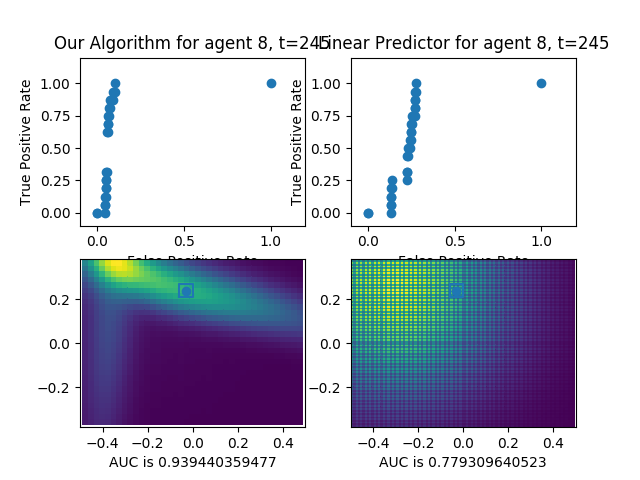 Our Algorithm for agent 8, t=245
Linear Predictor for agent 8, t=245
True Positive Rate
1.00
0.75
0.50
0.25
0.00
0.0 0.5 1.0
False Positive Rate
True Positive Rate
1.00
0.75
0.50
0.25
0.00
0.0 0.5 1.0
False Positive Rate
0.2
0.0
−0.2
−0.4 −0.2 0.0 0.2 0.4
AUC is 0.939440359477
0.2
0.0
−0.2
−0.4 −0.2 0.0 0.2 0.4
AUC is 0.779309640523